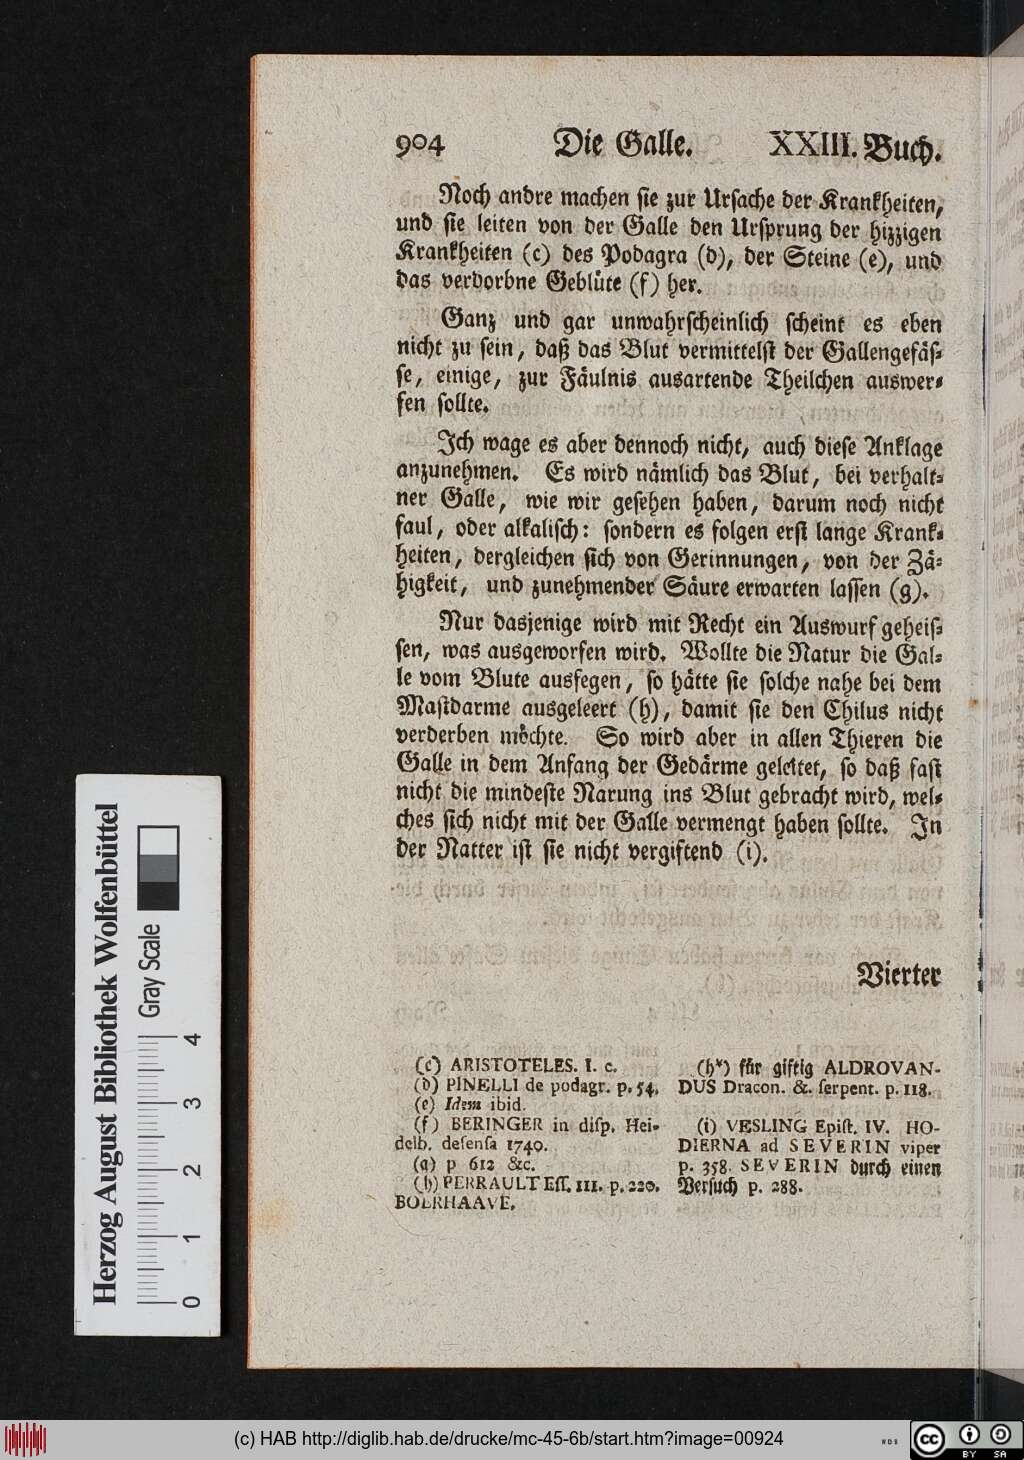 904 Die Galle. XXIII. Buch.
Noch andre machen sie zur Ursache der Krankheiten,
und sie leiten von der Galle den Ursprung der hizzigen
Krankheiten (c) des Podagra (d), der Steine (e), und
das verdorbne Geblüte (f) her.
Ganz und gar unwahrscheinlich scheint es eben
nicht zu sein, daß das Blut vermittelst der Gallengefäs-
se, einige, zur Fäulnis ausartende Theilchen auswer-
fen sollte.
Ich wage es aber dennoch nicht, auch diese Anklage
anzunehmen. Es wird nämlich das Blut, bei verhalt-
ner Galle, wie wir gesehen haben, darum noch nicht
faul, oder alkalisch: sondern es folgen erst lange Krank-
heiten, dergleichen sich von Gerinnungen, von der Zä-
higkeit, und zunehmender Säure erwarten lassen (g).
Nur dasjenige wird mit Recht ein Auswurf geheis-
sen, was ausgeworfen wird. Wollte die Natur die Gal-
le vom Blute ausfegen, so hätte sie solche nahe bei dem
Mastdarme ausgeleert (h), damit sie den Chilus nicht
verderben möchte. So wird aber in allen Thieren die
Galle in dem Anfang der Gedärme geleitet, so daß fast
nicht die mindeste Narung ins Blut gebracht wird, wel-
ches sich nicht mit der Galle vermengt haben sollte. In
der Natter ist sie nicht vergiftend (i).
Vierter
(c) ARISTOTELES. I. c.
(d) PINELLI de podagr. p. 54.
(e) Idem ibid.
(f) BERINGER in disp. Hei-
delb. defensa 1740.
(g) p 612 &c.
(h) PERRAULT Ess. III. p. 220.
BOERHAAVE.
(h*) für giftig ALDROVAN-
DUS Dracon. &. serpent. p. 118.
(i) VESLING Epist. IV. HO-
DIERNA ad SEVERIN viper
p. 358. SEVERIN durch einen
Versuch p. 288.
Herzog August Bibliothek Wolfenbüttel
Gray Scale
0 1 2 3 4
(c) HAB http://diglib.hab.de/drucke/mc-45-6b/start.htm?image=00924
cc BY SA